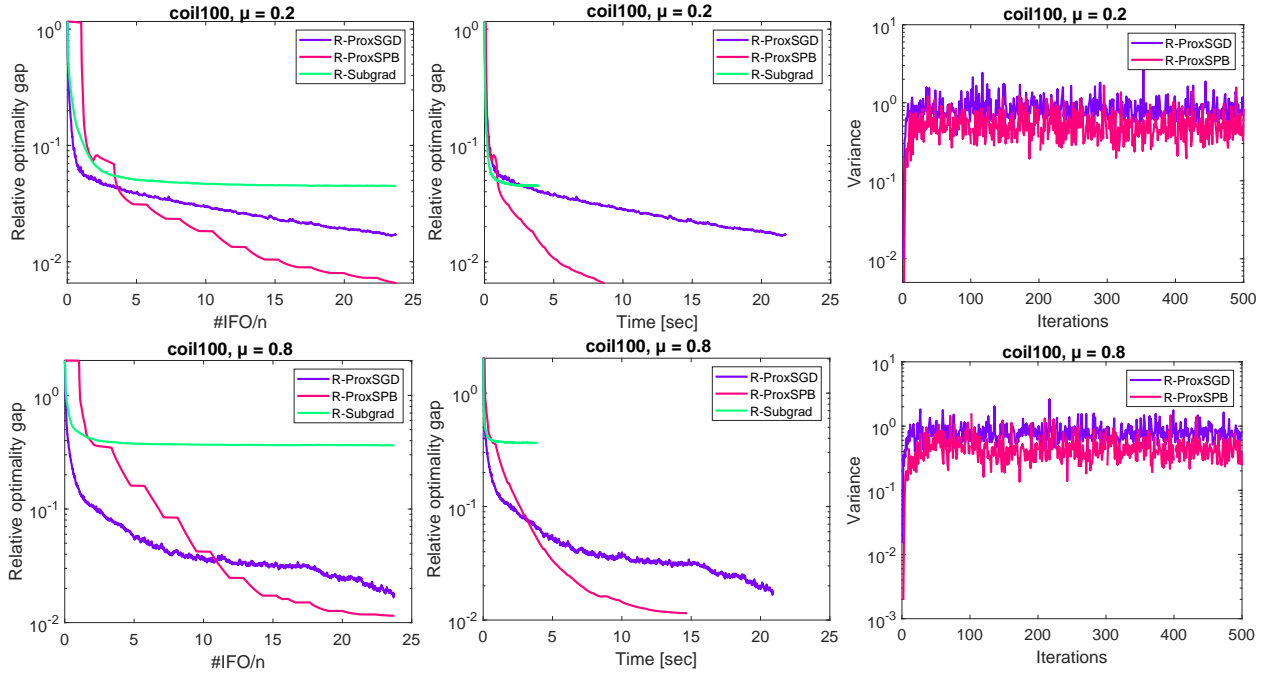 coil100, μ = 0.2
R-ProxSGD
R-ProxSPB
R-Subgrad
Relative optimality gap
10^0
10^-1
10^-2
0 5 10 15 20 25
#IFO/n
coil100, μ = 0.2
R-ProxSGD
R-ProxSPB
R-Subgrad
Relative optimality gap
10^0
10^-1
10^-2
0 5 10 15 20 25
Time [sec]
coil100, μ = 0.2
R-ProxSGD
R-ProxSPB
Variance
10^1
10^0
10^-1
10^-2
0 100 200 300 400 500
Iterations
coil100, μ = 0.8
R-ProxSGD
R-ProxSPB
R-Subgrad
Relative optimality gap
10^0
10^-1
10^-2
0 5 10 15 20 25
#IFO/n
coil100, μ = 0.8
R-ProxSGD
R-ProxSPB
R-Subgrad
Relative optimality gap
10^0
10^-1
10^-2
0 5 10 15 20 25
Time [sec]
coil100, μ = 0.8
R-ProxSGD
R-ProxSPB
Variance
10^1
10^0
10^-1
10^-2
10^-3
0 100 200 300 400 500
Iterations